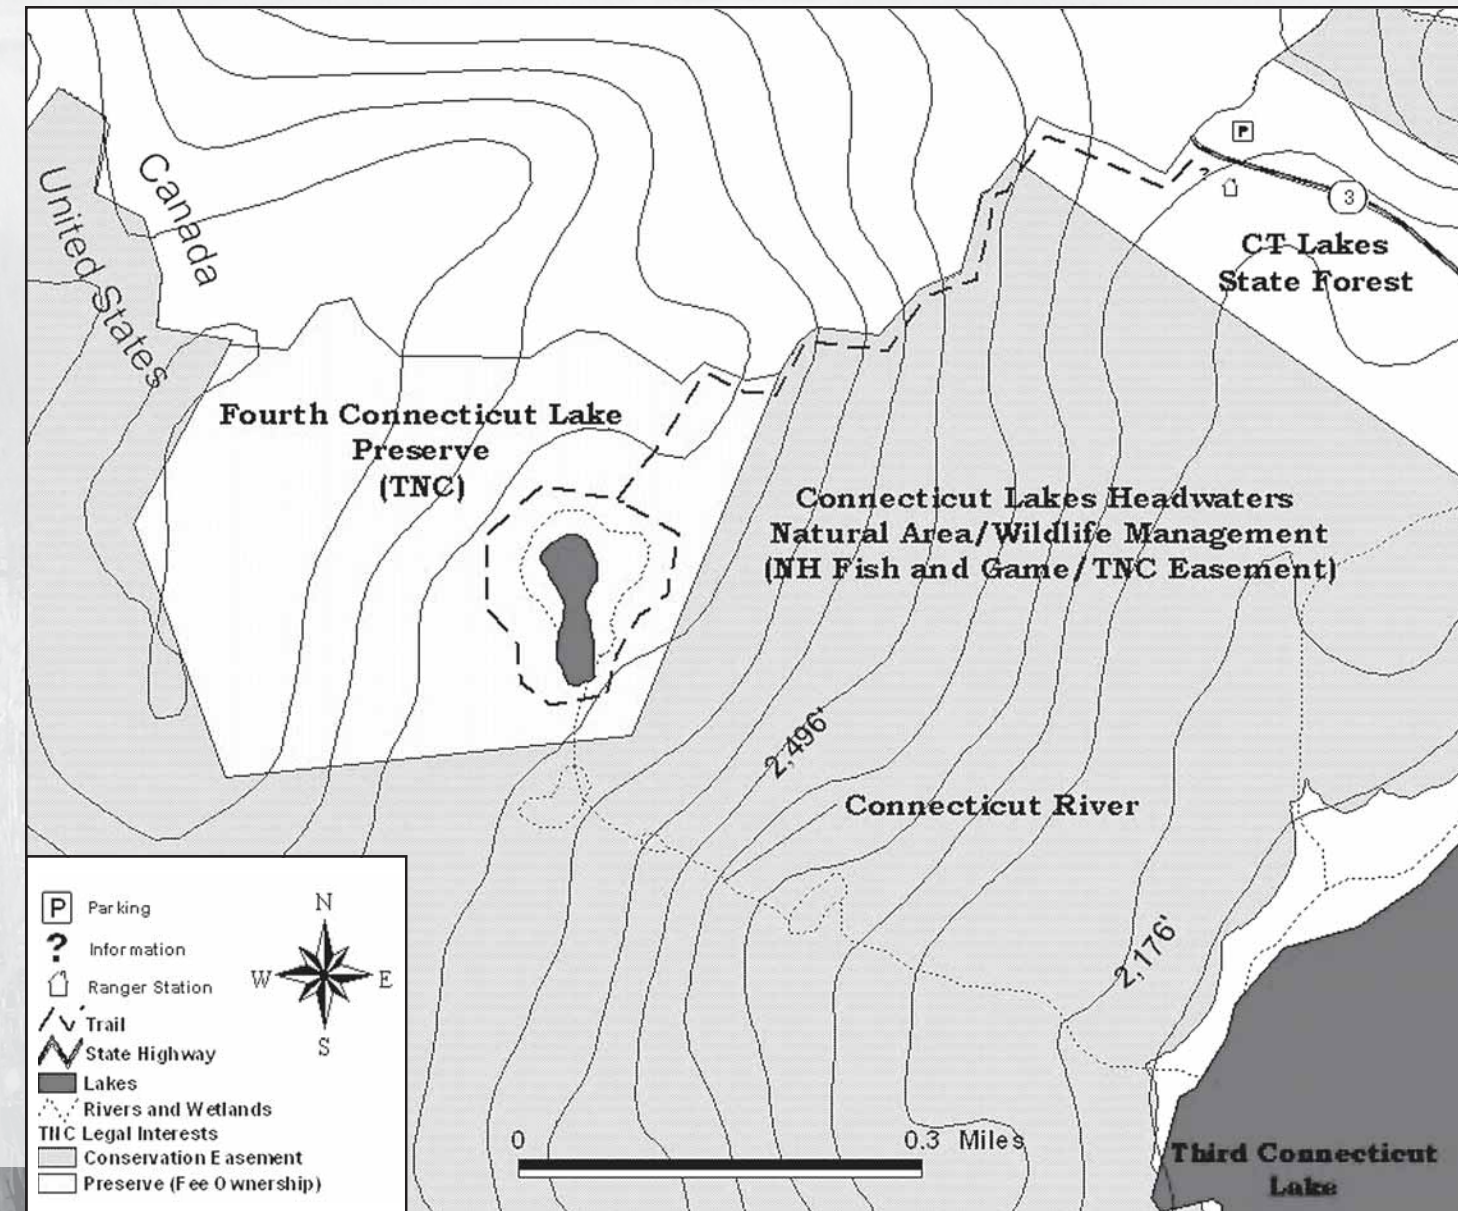 Canada
United States
P
?
3
CT Lakes
State Forest
Fourth Connecticut Lake
Preserve
(TNC)
Connecticut Lakes Headwaters
Natural Area/Wildlife Management
(NH Fish and Game/TNC Easement)
2,496'
Connecticut River
2,176'
P Parking
? Information
Ranger Station
Trail
State Highway
Lakes
Rivers and Wetlands
TNC Legal Interests
Conservation Easement
Preserve (Fee Ownership)
N
W E
S
0 0.3 Miles
Third Connecticut
Lake